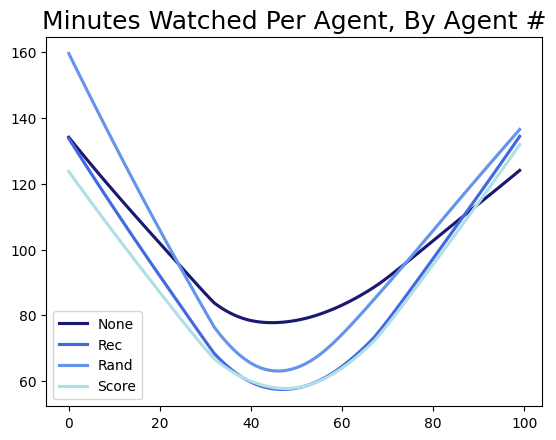 Minutes Watched Per Agent, By Agent #
160
140
120
100
80
60
None
Rec
Rand
Score
0 20 40 60 80 100